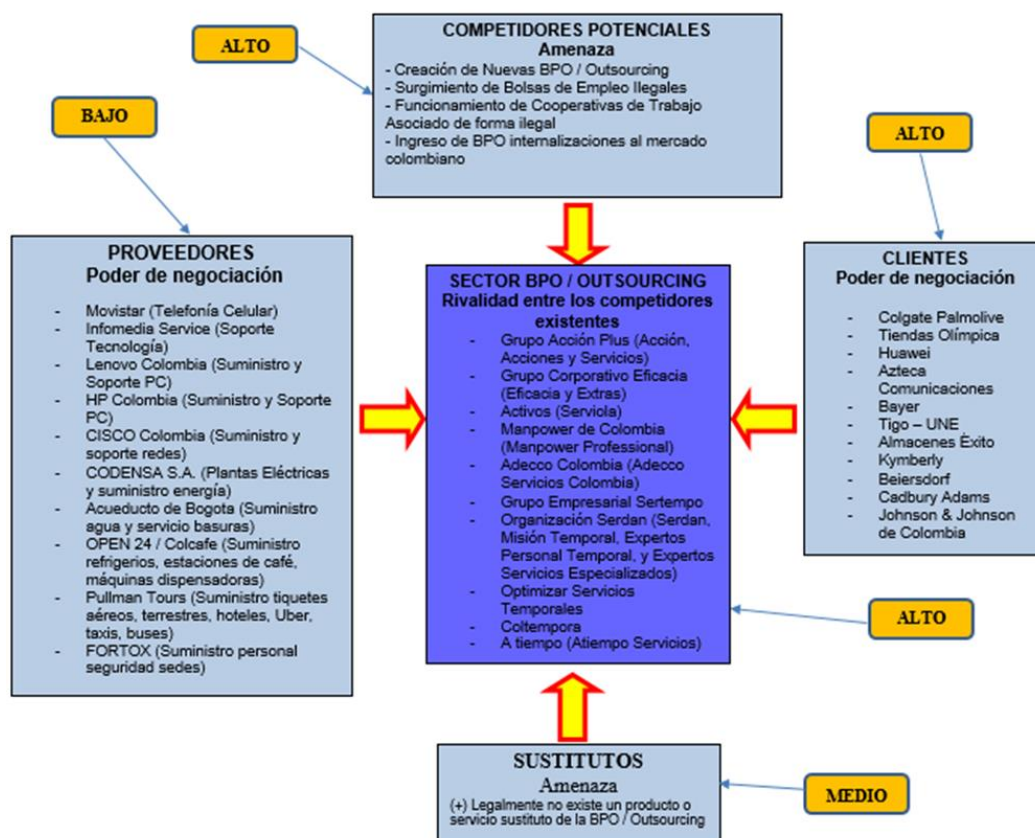 ALTO
COMPETIDORES POTENCIALES
Amenaza
- Creación de Nuevas BPO / Outsourcing
- Surgimiento de Bolsas de Empleo Ilegales
- Funcionamiento de Cooperativas de Trabajo
Asociado de forma ilegal
- Ingreso de BPO internalizaciones al mercado
colombiano
BAJO
ALTO
PROVEEDORES
Poder de negociación
- Movistar (Telefonía Celular)
- Infomedia Service (Soporte
Tecnología)
- Lenovo Colombia (Suministro y
Soporte PC)
- HP Colombia (Suministro y Soporte
PC)
- CISCO Colombia (Suministro y
soporte redes)
- CODENSA S.A. (Plantas Eléctricas
y suministro energía)
- Acueducto de Bogota (Suministro
agua y servicio basuras)
- OPEN 24 / Colcafe (Suministro
refrigerios, estaciones de café,
máquinas dispensadoras)
- Pullman Tours (Suministro tiquetes
aéreos, terrestres, hoteles, Uber,
taxis, buses)
- FORTOX (Suministro personal
seguridad sedes)
SECTOR BPO / OUTSOURCING
Rivalidad entre los competidores
existentes
- Grupo Acción Plus (Acción,
Acciones y Servicios)
- Grupo Corporativo Eficacia
(Eficacia y Extras)
- Activos (Serviola)
- Manpower de Colombia
(Manpower Professional)
- Adecco Colombia (Adecco
Servicios Colombia)
- Grupo Empresarial Sertempo
- Organización Serdan (Serdan,
Misión Temporal, Expertos
Personal Temporal, y Expertos
Servicios Especializados)
- Optimizar Servicios
Temporales
- Coltempora
- A tiempo (Atiempo Servicios)
CLIENTES
Poder de negociación
- Colgate Palmolive
- Tiendas Olímpica
- Huawei
- Azteca
Comunicaciones
- Bayer
- Tigo – UNE
- Almacenes Èxito
- Kymberly
- Beiersdorf
- Cadbury Adams
- Johnson & Johnson
de Colombia
ALTO
SUSTITUTOS
Amenaza
(+) Legalmente no existe un producto o
servicio sustituto de la BPO / Outsourcing
MEDIO